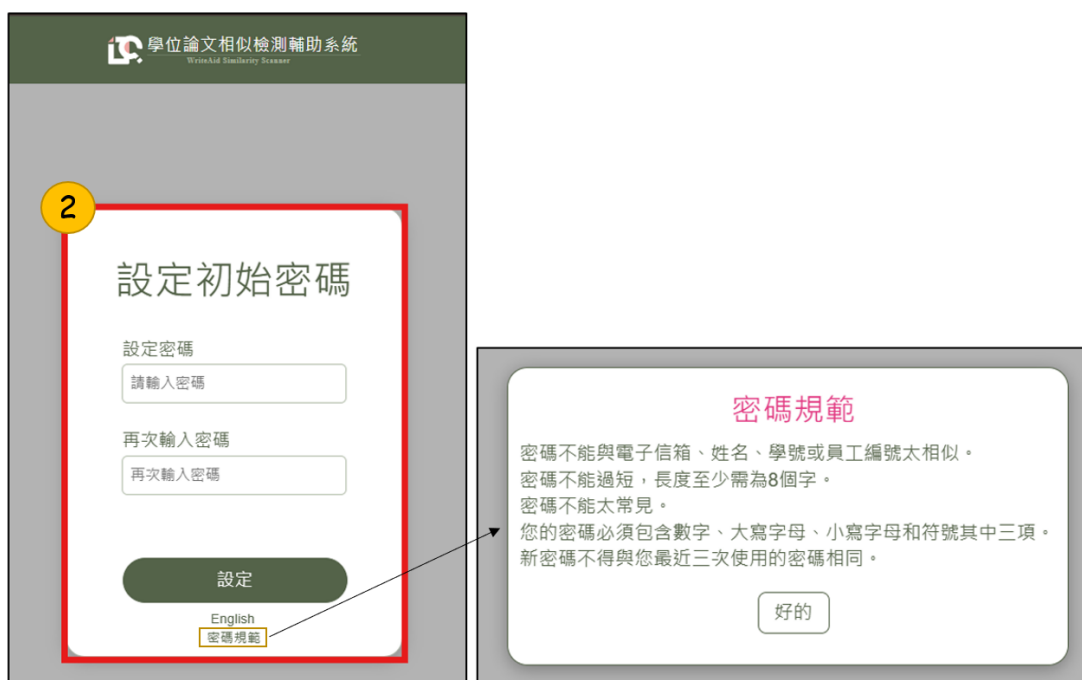 學位論文相似檢測輔助系統
WriteAid Similarity Scanner
2
設定初始密碼
設定密碼
請輸入密碼
再次輸入密碼
再次輸入密碼
設定
English
密碼規範
密碼規範
密碼不能與電子信箱、姓名、學號或員工編號太相似。
密碼不能過短，長度至少需為8個字。
密碼不能太常見。
您的密碼必須包含數字、大寫字母、小寫字母和符號其中三項。
新密碼不得與您最近三次使用的密碼相同。
好的